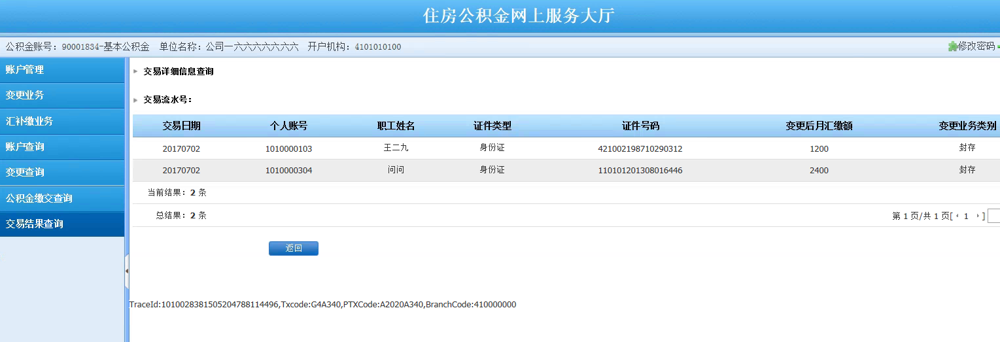 住房公积金网上服务大厅
公积金账号：90001834-基本公积金 单位名称：公司一六六六六六六六 开户机构：4101010100 修改密码
账户管理
变更业务
汇补缴业务
账户查询
变更查询
公积金缴交查询
交易结果查询
交易详细信息查询
交易流水号：
交易日期 个人账号 职工姓名 证件类型 证件号码 变更后月汇缴额 变更业务类别
20170702 1010000103 王二九 身份证 421002198710290312 1200 封存
20170702 1010000304 问问 身份证 110101201308016446 2400 封存
当前结果：2 条
总结果：2 条 第 1 页/共 1 页[ 1 ]
返回
TraceId:1010028381505204788114496,Txcode:G4A340,PTXCode:A2020A340,BranchCode:410000000